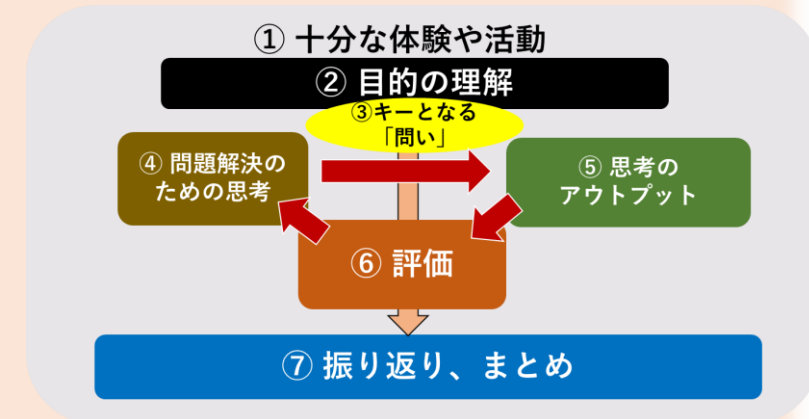 ① 十分な体験や活動
② 目的の理解
③キーとなる
「問い」
④ 問題解決の
ための思考
⑤ 思考の
アウトプット
⑥ 評価
⑦ 振り返り、まとめ